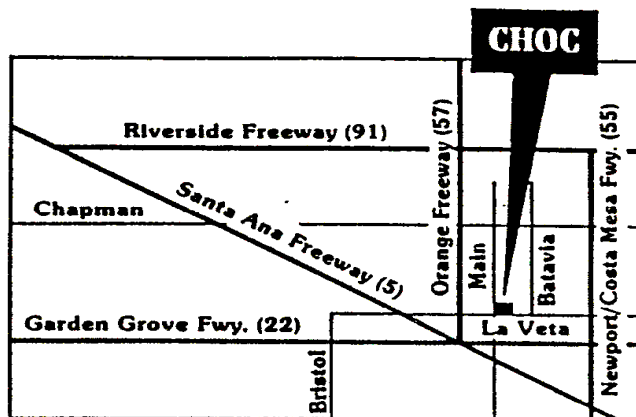 CHOC
Riverside Freeway (91)
Orange Freeway (57)
Newport/Costa Mesa Fwy. (55)
Santa Ana Freeway (5)
Chapman
Main
Batavia
Garden Grove Fwy. (22)
La Veta
Bristol